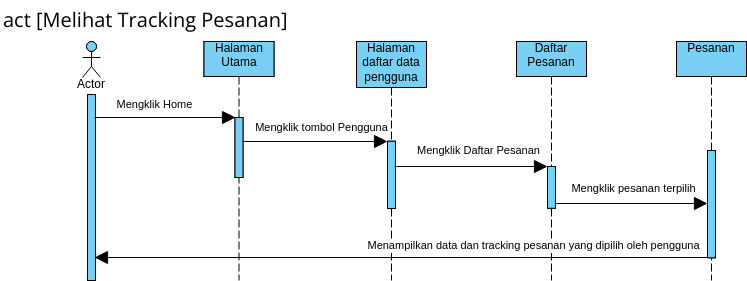 act [Melihat Tracking Pesanan]
Actor
Halaman
Utama
Halaman
daftar data
pengguna
Daftar
Pesanan
Pesanan
Mengklik Home
Mengklik tombol Pengguna
Mengklik Daftar Pesanan
Mengklik pesanan terpilih
Menampilkan data dan tracking pesanan yang dipilih oleh pengguna